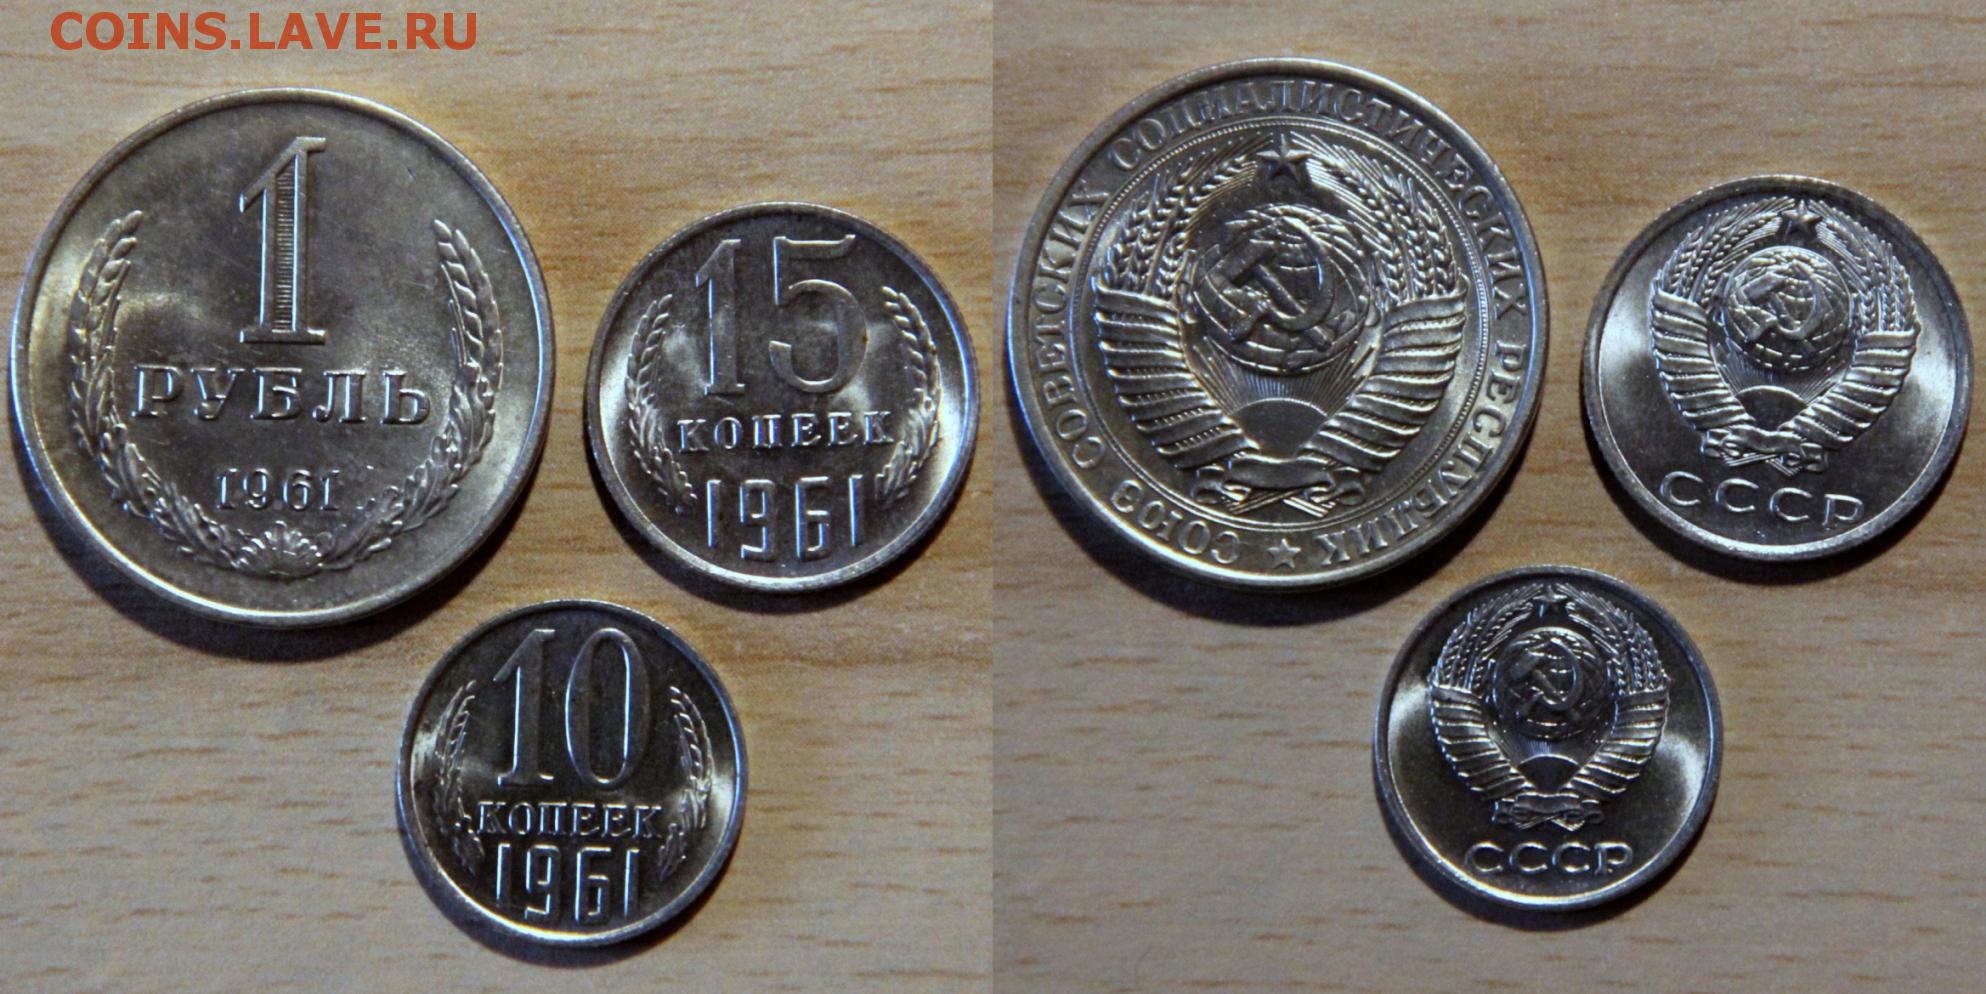 COINS.LAVE.RU
1
РУБЛЬ
1961
15
КОПЕЕК
1961
10
КОПЕЕК
1961
СОЮЗ СОВЕТСКИХ СОЦИАЛИСТИЧЕСКИХ РЕСПУБЛИК
СССР
СССР